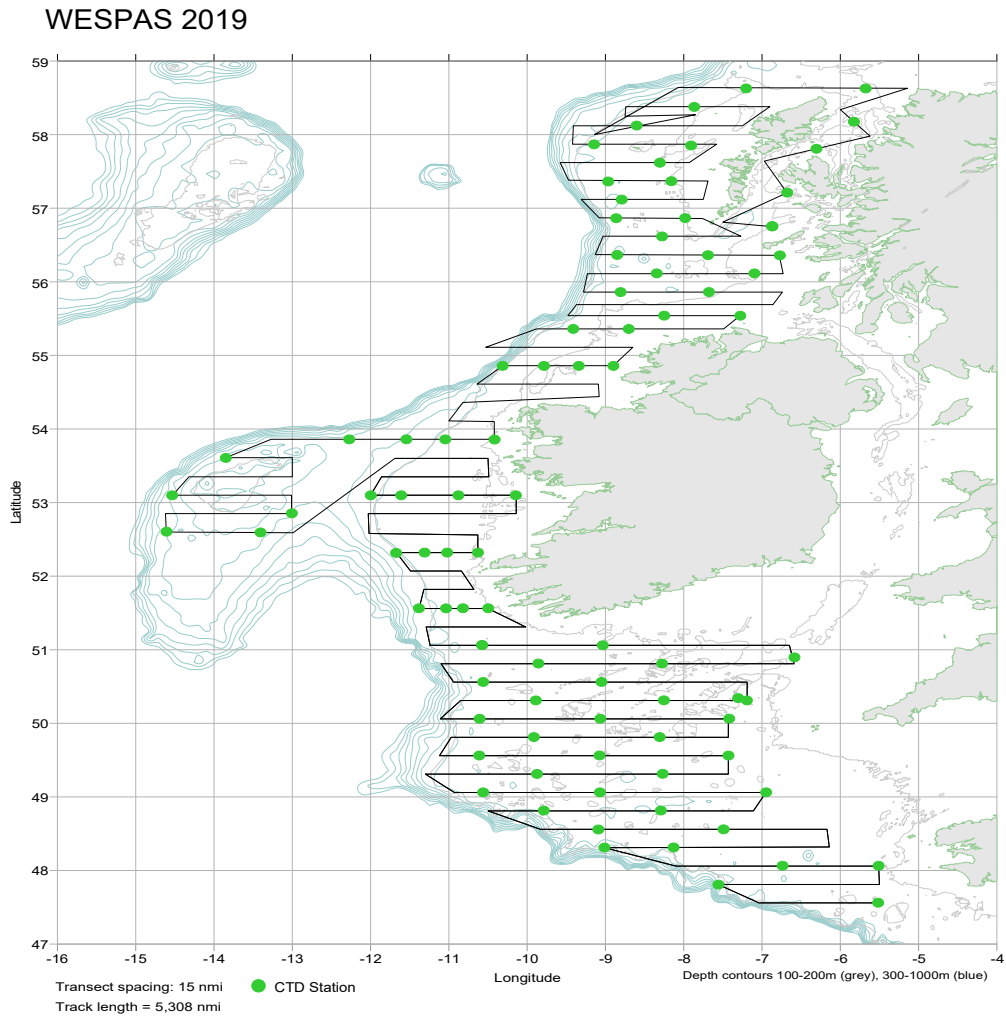 WESPAS 2019
59
58
57
56
55
54
53
52
51
50
49
48
47
Latitude
-16 -15 -14 -13 -12 -11 -10 -9 -8 -7 -6 -5 -4
Longitude
Depth contours 100-200m (grey), 300-1000m (blue)
Transect spacing: 15 nmi
CTD Station
Track length = 5,308 nmi